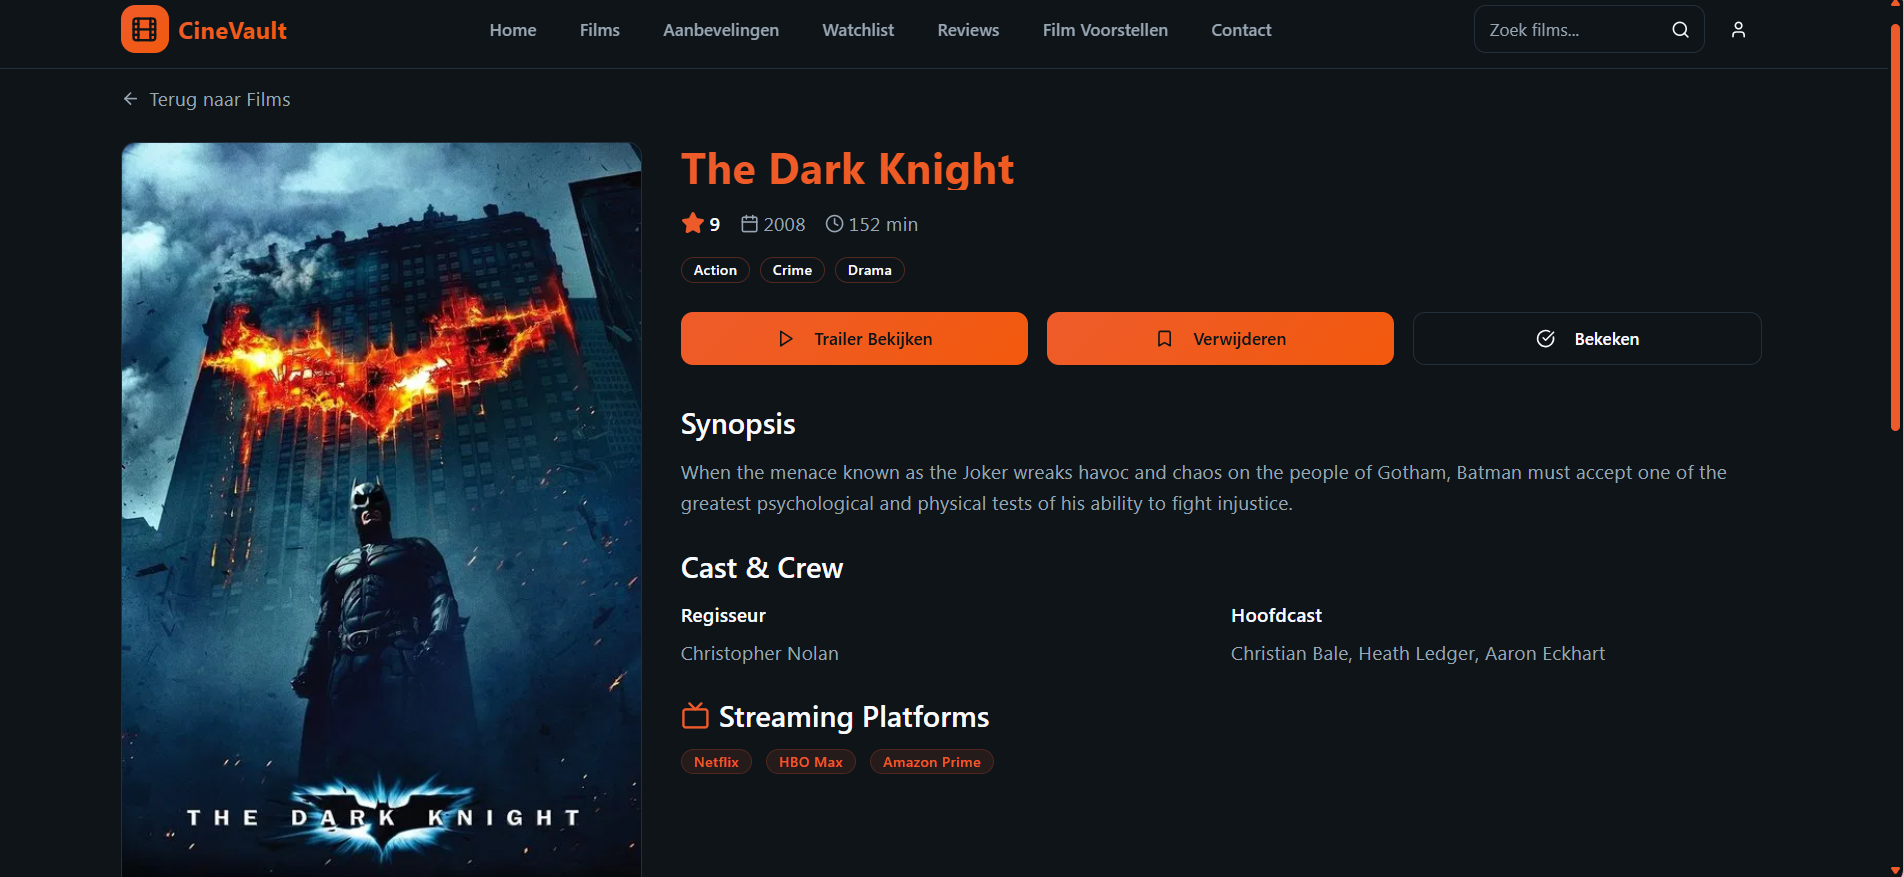 CineVault
Home Films Aanbevelingen Watchlist Reviews Film Voorstellen Contact
Zoek films...
Terug naar Films
The Dark Knight
9 2008 152 min
Action Crime Drama
Trailer Bekijken Verwijderen Bekeken
Synopsis
When the menace known as the Joker wreaks havoc and chaos on the people of Gotham, Batman must accept one of the
greatest psychological and physical tests of his ability to fight injustice.
Cast & Crew
Regisseur Hoofdcast
Christopher Nolan Christian Bale, Heath Ledger, Aaron Eckhart
Streaming Platforms
Netflix HBO Max Amazon Prime
THE DARK KNIGHT